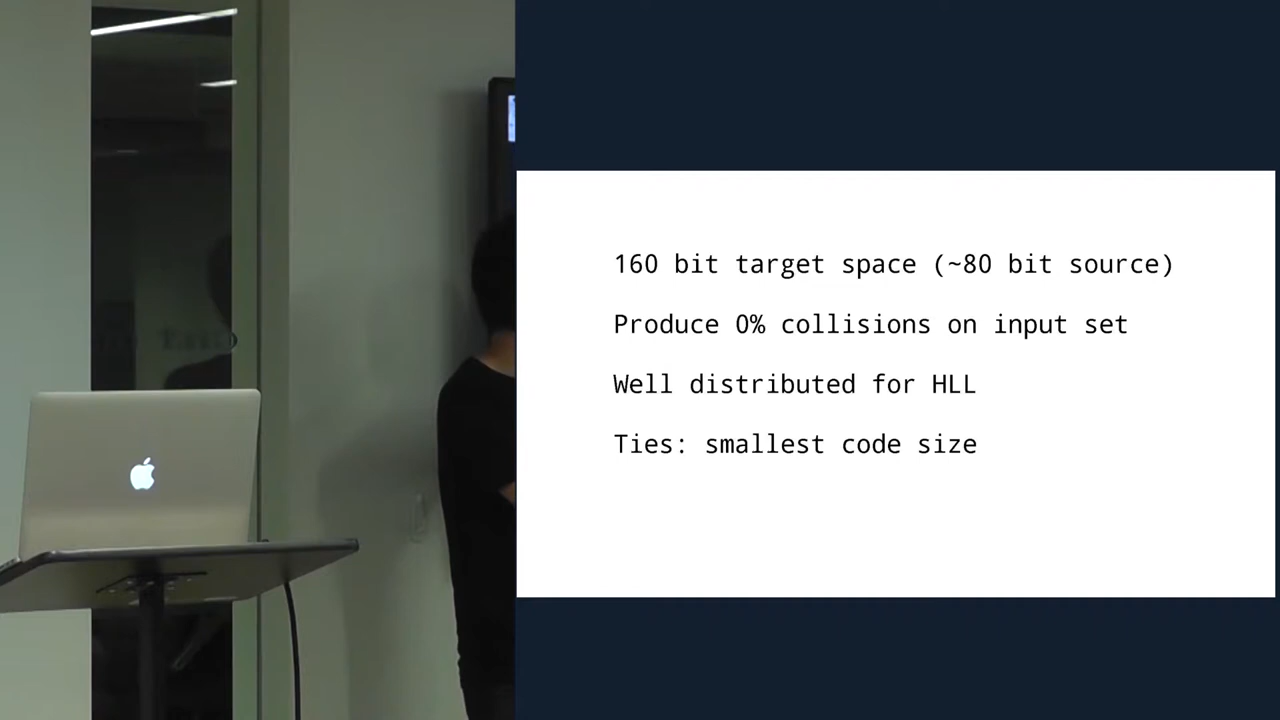 160 bit target space (~80 bit source)
Produce 0% collisions on input set
Well distributed for HLL
Ties: smallest code size